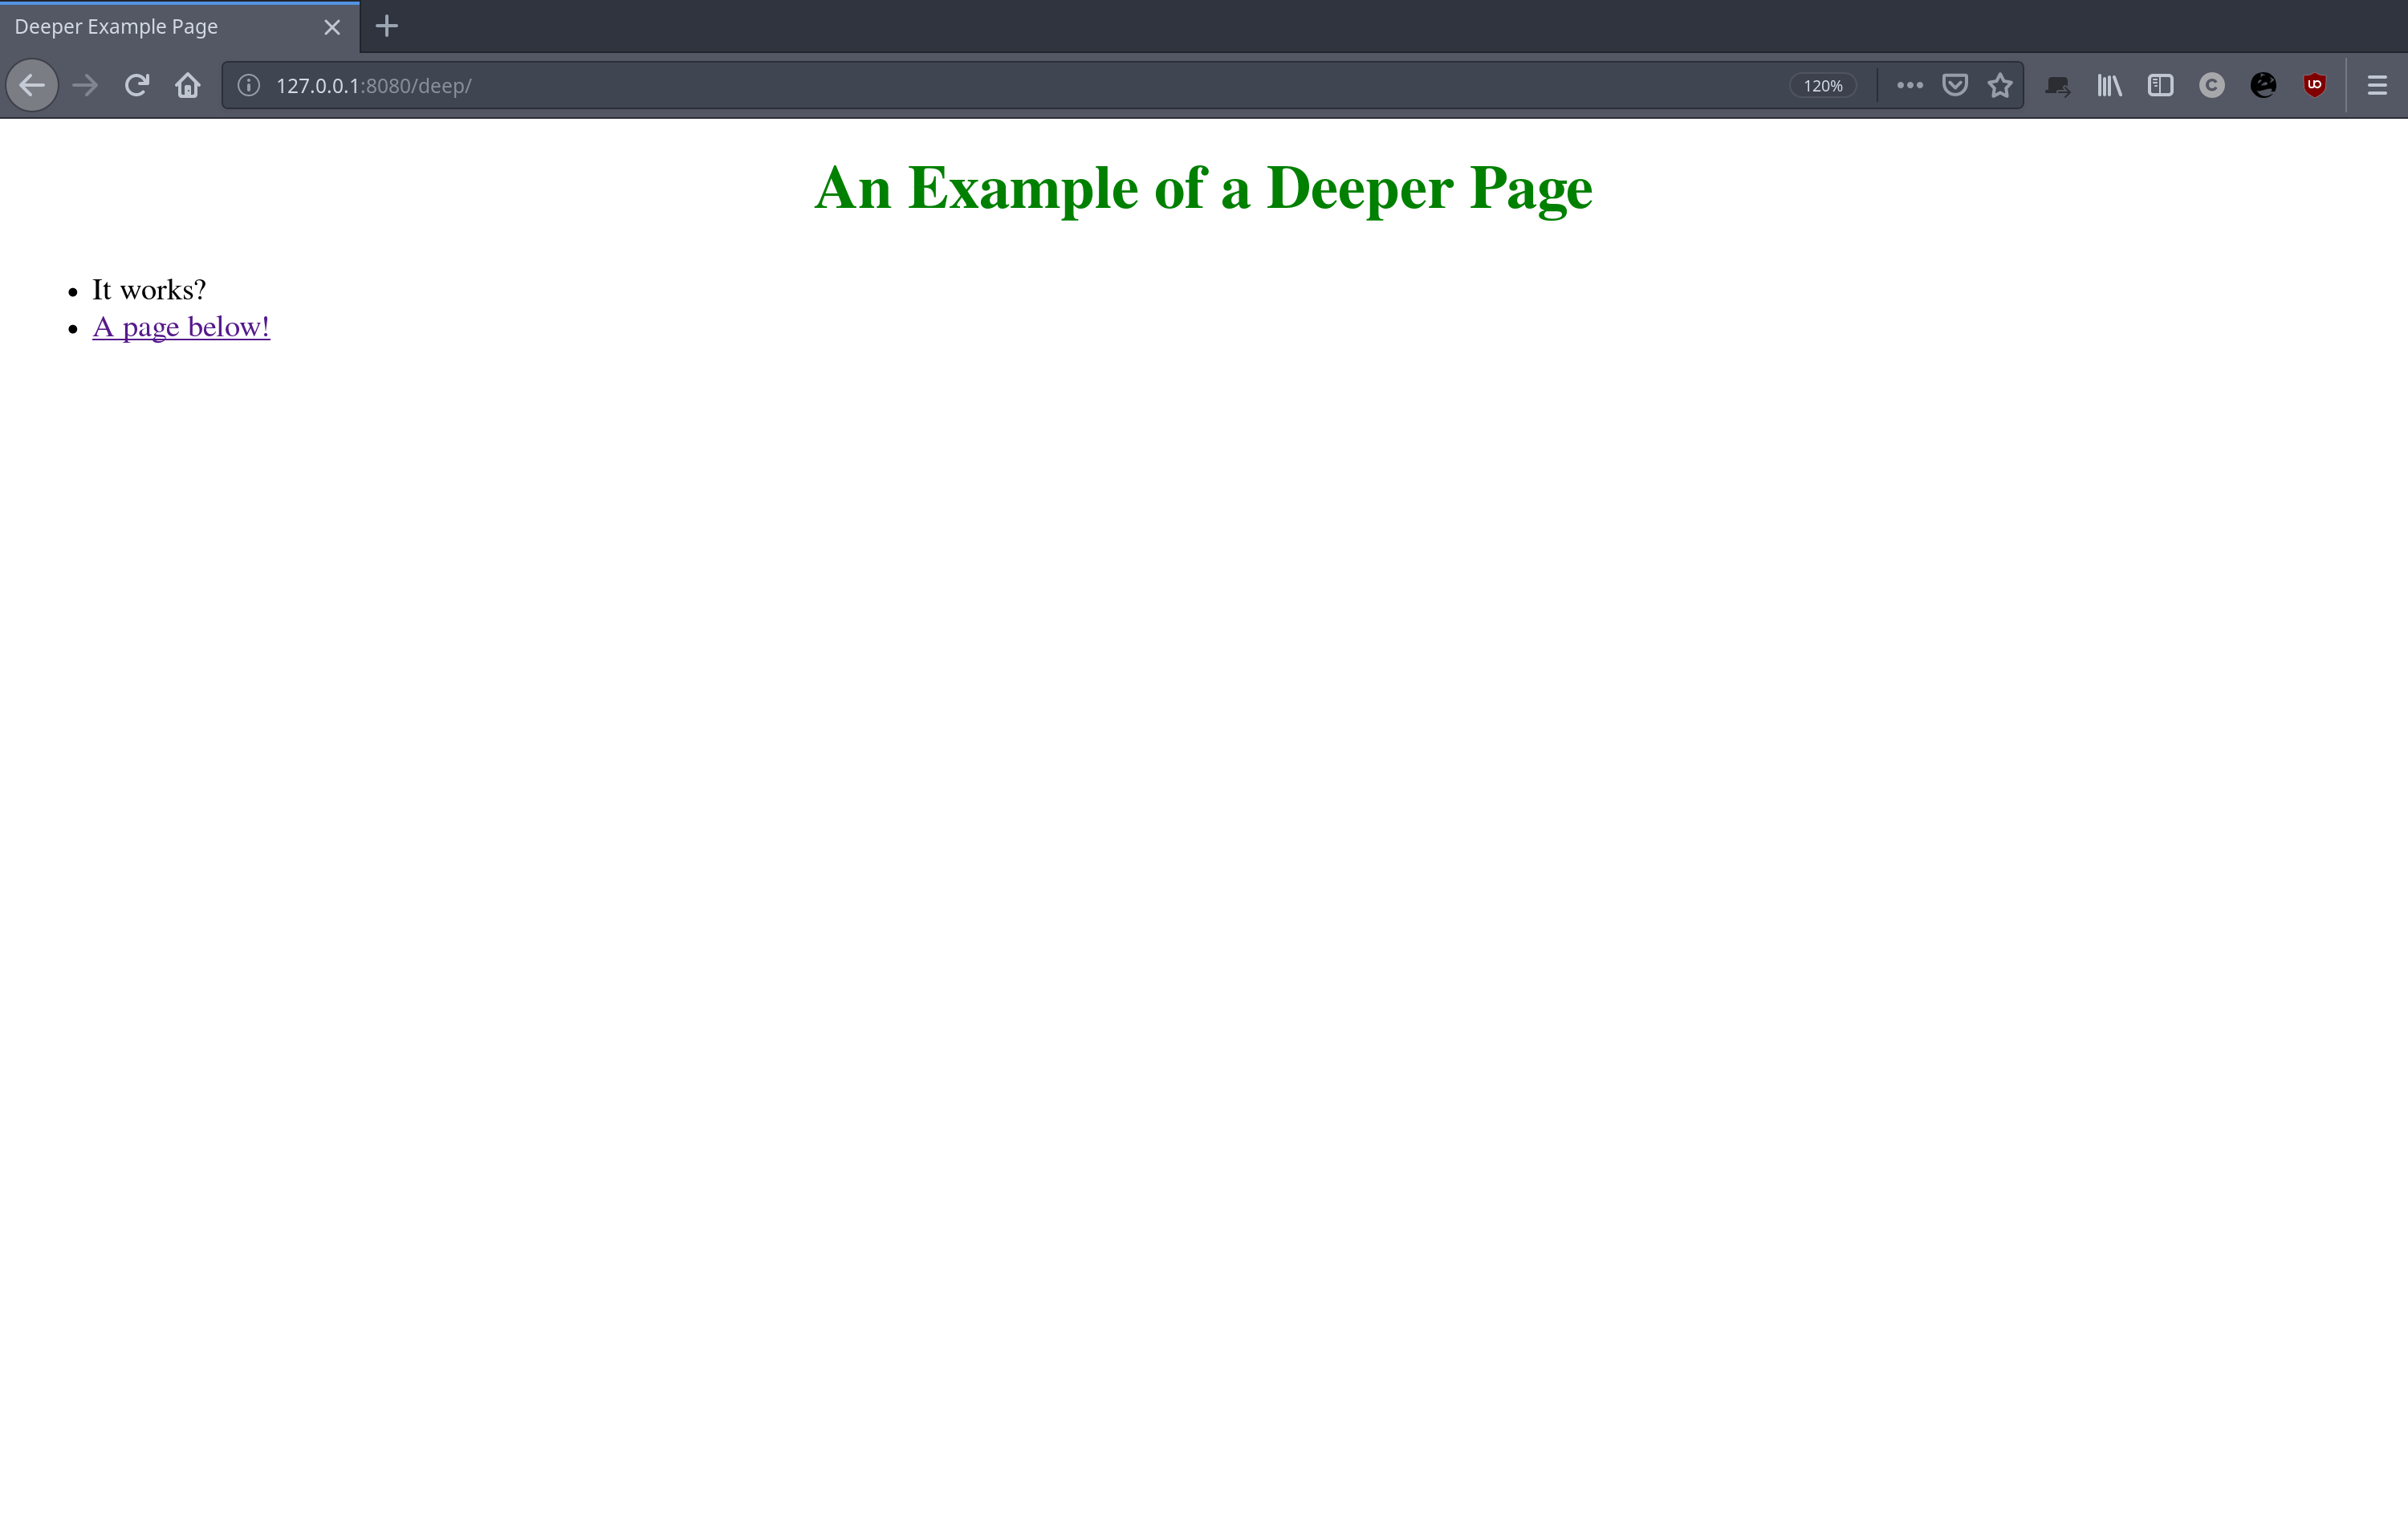 Deeper Example Page
127.0.0.1:8080/deep/
120%
An Example of a Deeper Page
It works?
A page below!